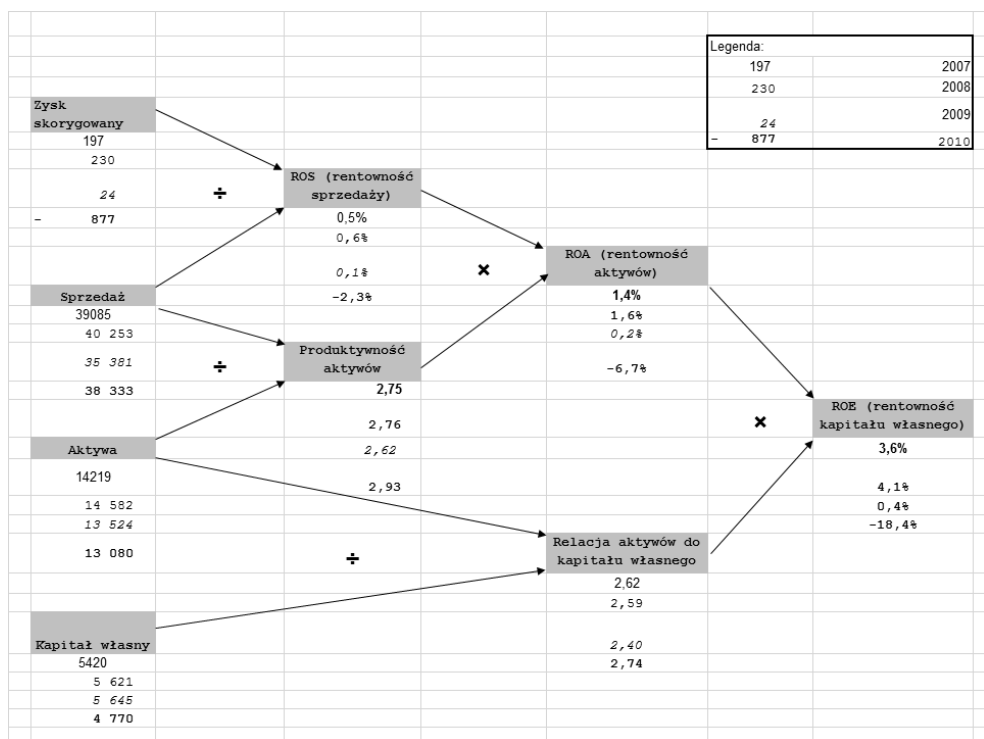 Legenda:
197 2007
230 2008
24 2009
- 877 2010
Zysk
skorygowany
197
230
24
- 877
÷
ROS (rentowność
sprzedaży)
0,5%
0,6%
0,1%
-2,3%
×
ROA (rentowność
aktywów)
1,4%
1,6%
0,2%
-6,7%
Sprzedaż
39085
40 253
35 381
38 333
÷
Produktywność
aktywów
2,75
2,76
2,62
2,93
×
ROE (rentowność
kapitału własnego)
3,6%
4,1%
0,4%
-18,4%
Aktywa
14219
14 582
13 524
13 080
÷
Relacja aktywów do
kapitału własnego
2,62
2,59
2,40
2,74
Kapitał własny
5420
5 621
5 645
4 770